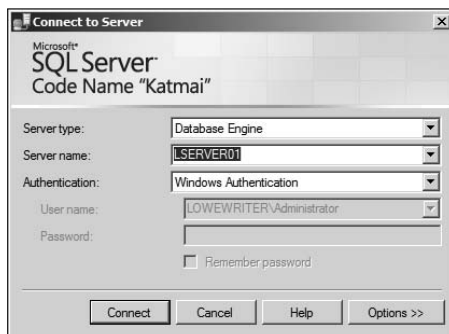 Connect to Server
Microsoft®
SQL Server™
Code Name "Katmai"
Server type: Database Engine
Server name: LSERVER01
Authentication: Windows Authentication
User name: LOWEWRITER\Administrator
Password:
Remember password
Connect Cancel Help Options >>